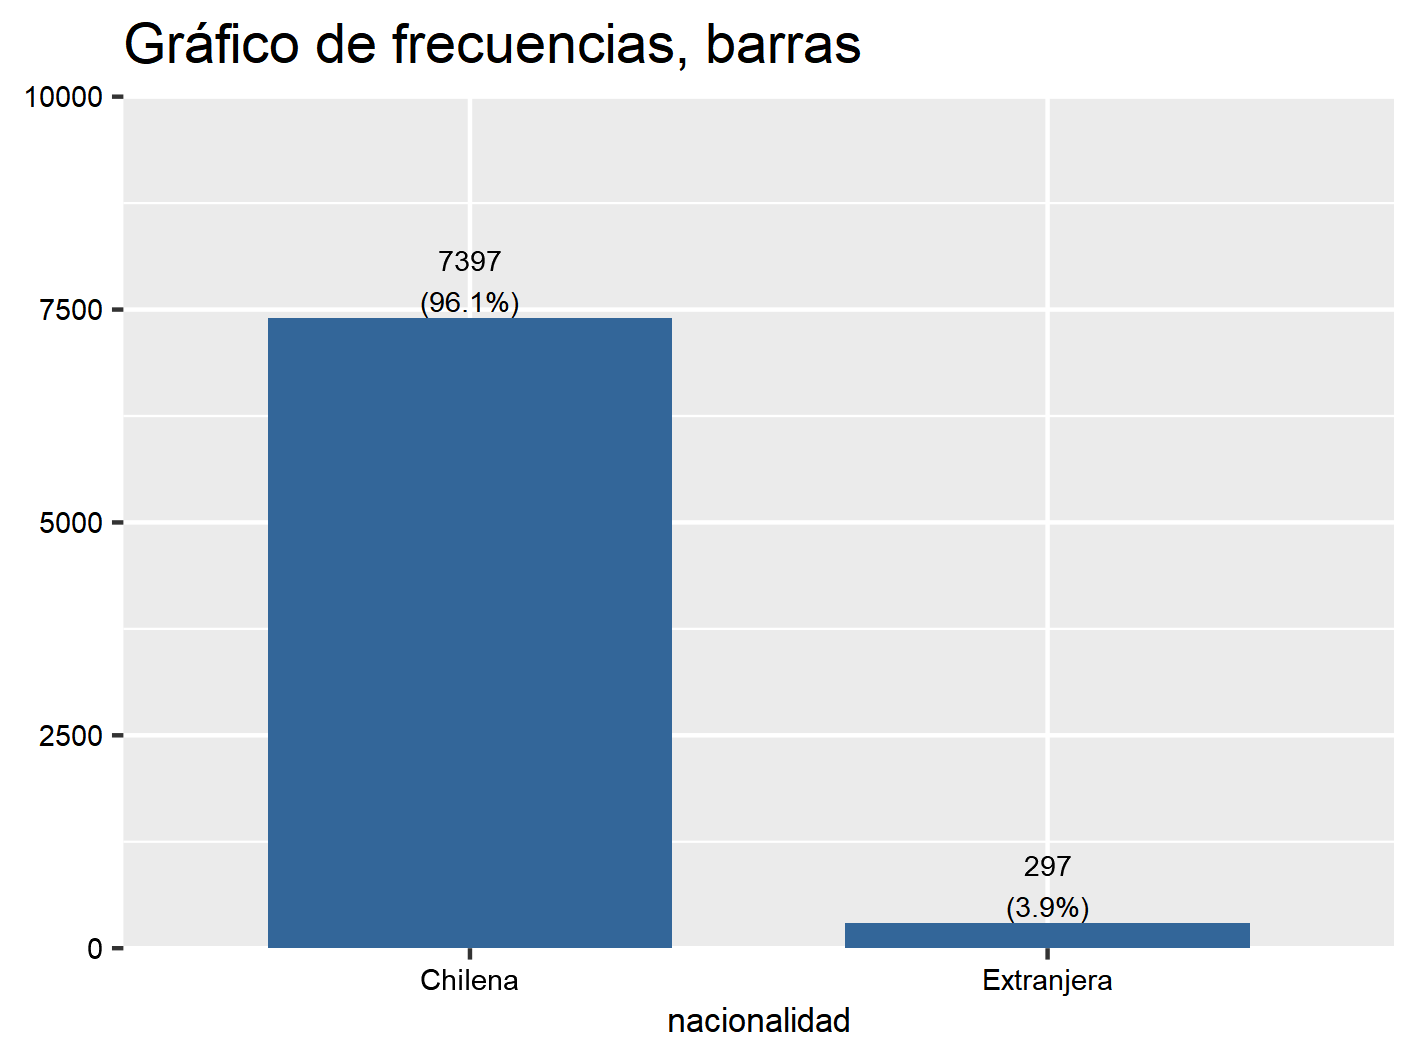 Gráfico de frecuencias, barras
10000
7500
5000
2500
0
7397
(96.1%)
297
(3.9%)
Chilena
Extranjera
nacionalidad